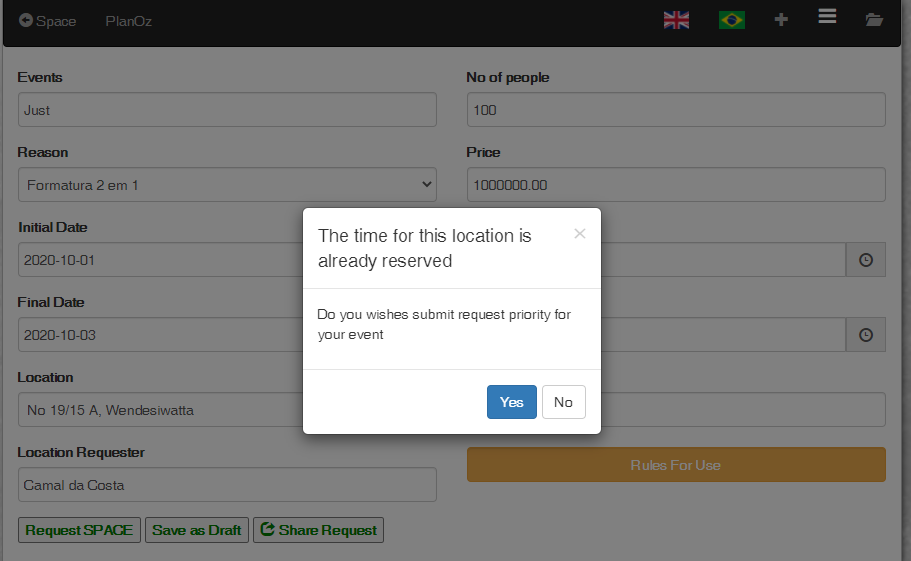 Space PlanOz
Events
No of people
Just
100
Reason
Price
Formatura 2 em 1
1000000.00
Initial Date
2020-10-01
Final Date
2020-10-03
The time for this location is
already reserved
×
Do you wishes submit request priority for
your event
Yes No
Location
No 19/15 A, Wendesiwatta
Location Requester
Camal da Costa
Rules For Use
Request SPACE Save as Draft Share Request